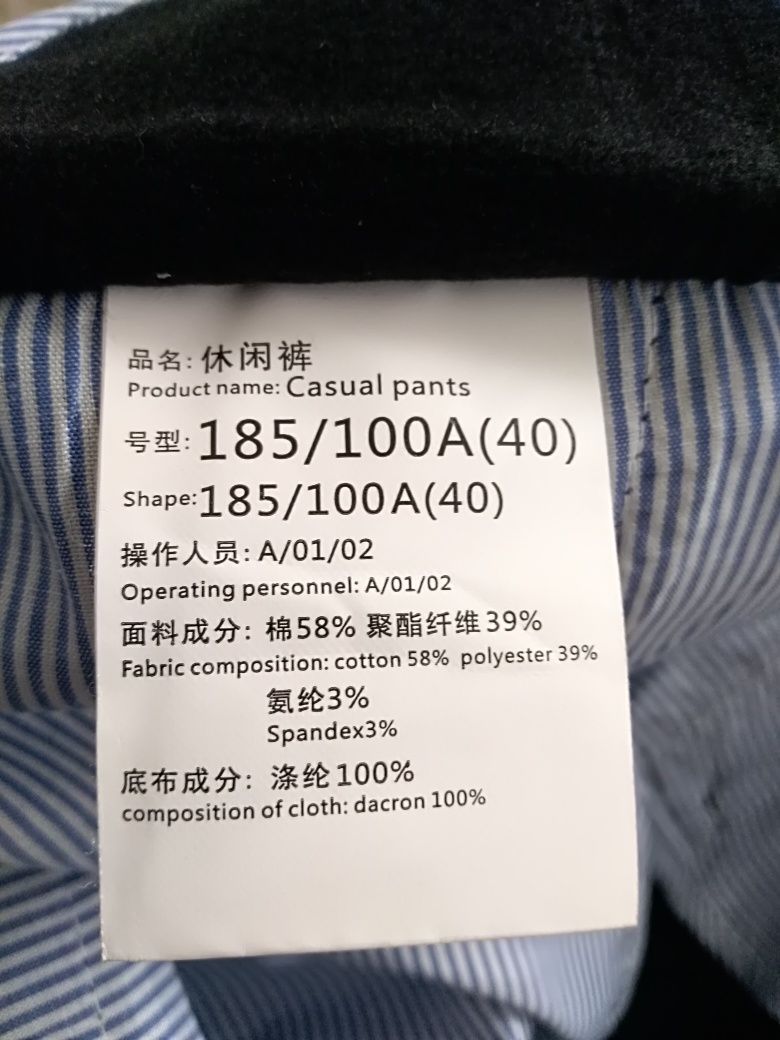 品名: 休闲裤
Product name: Casual pants
号型: 185/100A(40)
Shape: 185/100A(40)
操作人员: A/01/02
Operating personnel: A/01/02
面料成分: 棉58% 聚酯纤维39%
Fabric composition: cotton 58% polyester 39%
氨纶3%
Spandex3%
底布成分: 涤纶100%
composition of cloth: dacron 100%